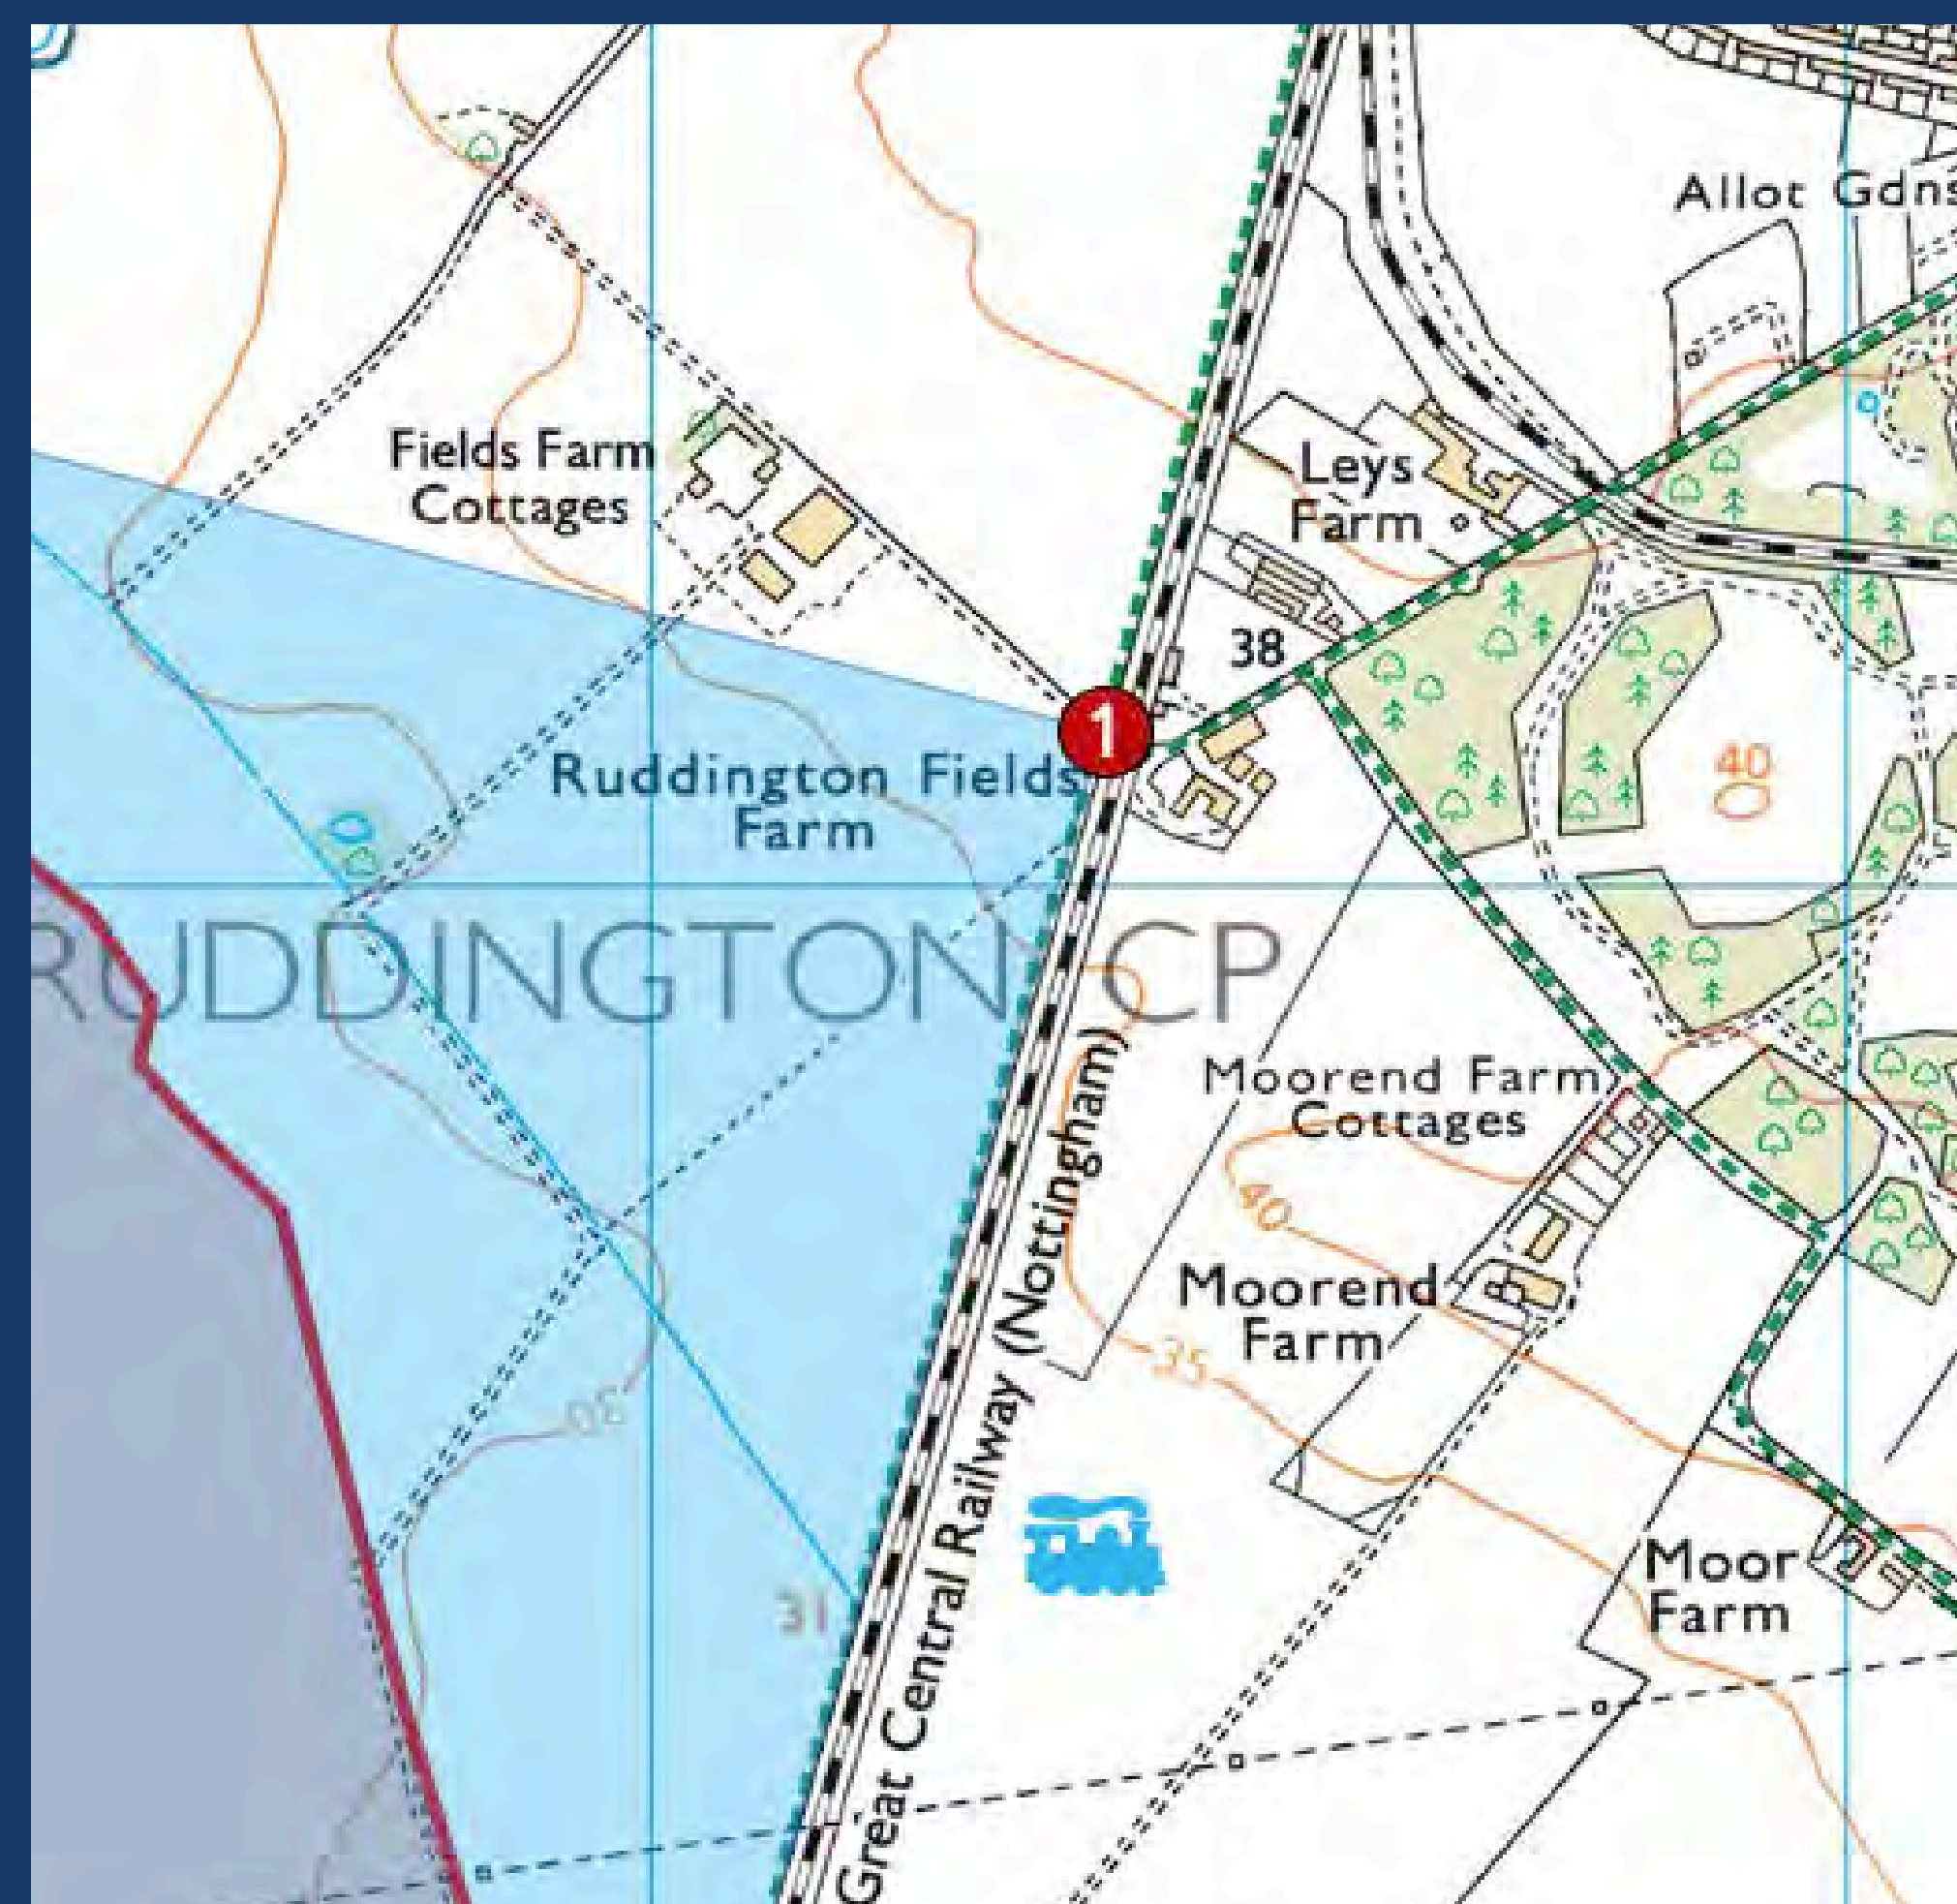 Allot Gdns
Fields Farm
Cottages
Leys
Farm
38
1
Ruddington Fields
Farm
40
RUDDINGTON CP
Moorend Farm
Cottages
40
Moorend
Farm
35
30
31
Great Central Railway (Nottingham)
Moor
Farm